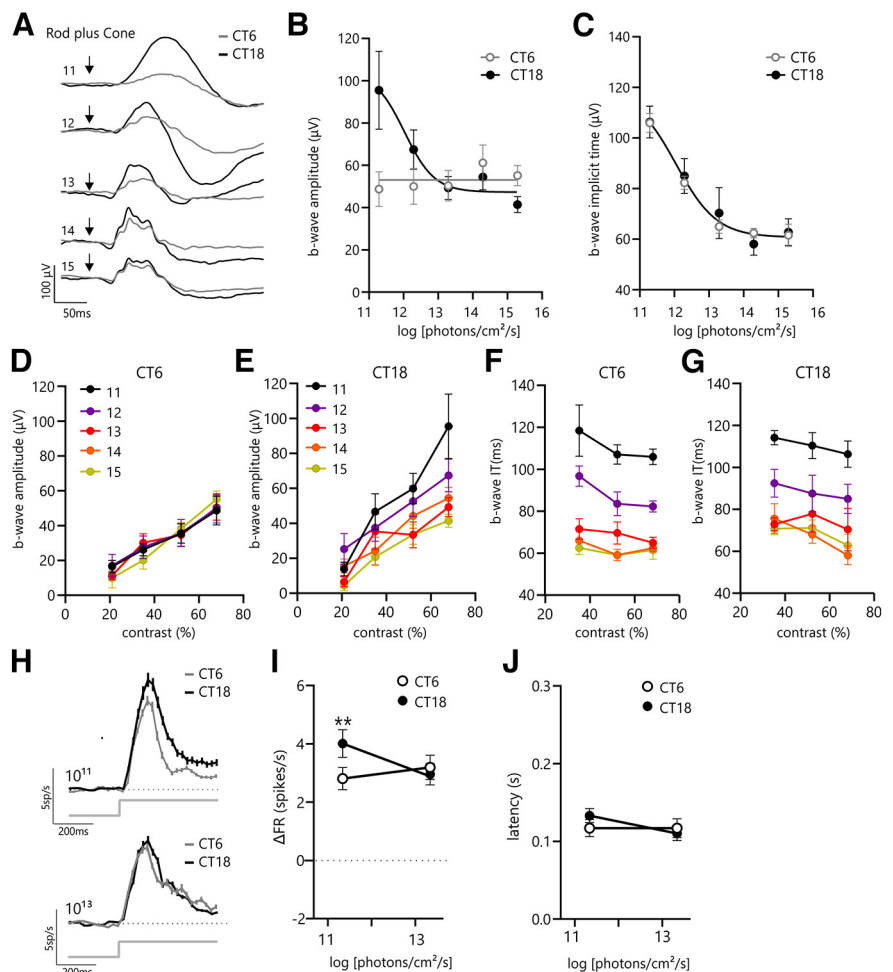 A
Rod plus Cone
CT6
CT18
11
12
13
14
15
100 µV
50ms
B
CT6
CT18
b-wave amplitude (µV)
120
100
80
60
40
20
0
11 12 13 14 15 16
log [photons/cm²/s)
C
CT6
CT18
b-wave implicit time (µV)
140
120
100
80
60
40
11 12 13 14 15 16
log [photons/cm²/s)
D
CT6
b-wave amplitude (µV)
120
100
80
60
40
20
0
11
12
13
14
15
0 20 40 60 80
contrast (%)
E
CT18
b-wave amplitude (µV)
120
100
80
60
40
20
0
11
12
13
14
15
0 20 40 60 80
contrast (%)
F
CT6
b-wave IT(ms)
140
120
100
80
60
40
0 20 40 60 80
contrast (%)
G
CT18
b-wave IT(ms)
140
120
100
80
60
40
0 20 40 60 80
contrast (%)
H
CT6
CT18
10¹¹
5sp/s
200ms
CT6
CT18
10¹³
5sp/s
200ms
I
CT6
CT18
**
ΔFR (spikes/s)
6
4
2
0
-2
11 13
log [photons/cm²/s)
J
CT6
CT18
latency (s)
0.3
0.2
0.1
0.0
11 13
log [photons/cm²/s)